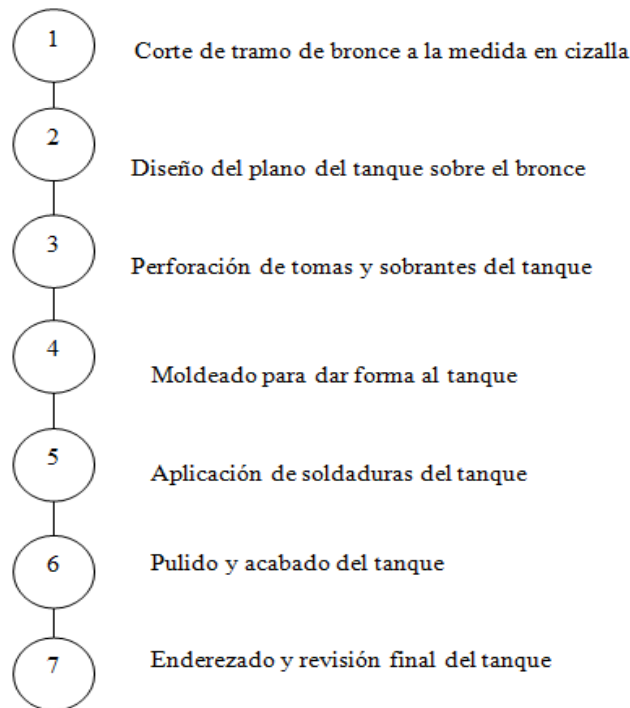 1 Corte de tramo de bronce a la medida en cizalla
2 Diseño del plano del tanque sobre el bronce
3 Perforación de tomas y sobrantes del tanque
4 Moldeado para dar forma al tanque
5 Aplicación de soldaduras del tanque
6 Pulido y acabado del tanque
7 Enderezado y revisión final del tanque